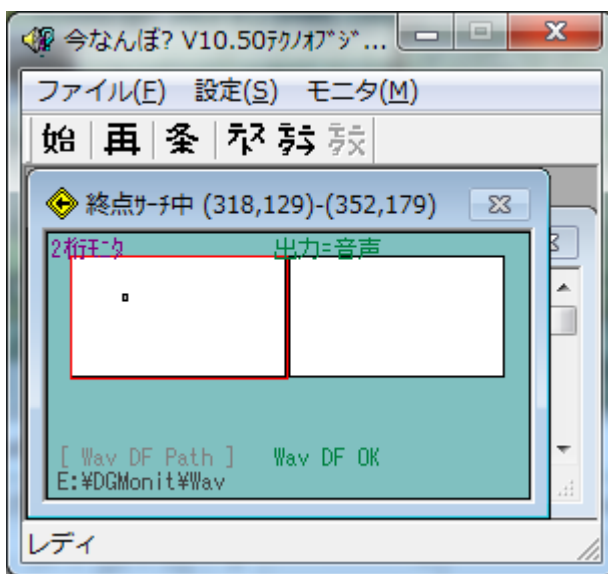 今なんぼ? V10.50ﾃｸﾉｵﾌﾞｼﾞ...
ファイル(F) 設定(S) モニタ(M)
始 再 条 ﾃｽ
終点ｻｰﾁ中 (318,129)-(352,179)
2桁ﾓﾆﾀ 出力=音声
[ Wav DF Path ] Wav DF OK
E:¥DGMonit¥Wav
レディ